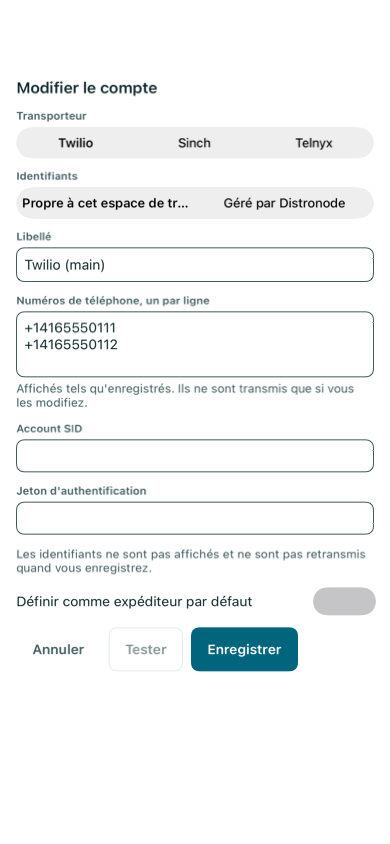 Modifier le compte
Transporteur
Twilio
Sinch
Telnyx
Identifiants
Propre à cet espace de tr...
Géré par Distronode
Libellé
Twilio (main)
Numéros de téléphone, un par ligne
+14165550111
+14165550112
Affichés tels qu'enregistrés. Ils ne sont transmis que si vous
les modifiez.
Account SID
Jeton d'authentification
Les identifiants ne sont pas affichés et ne sont pas retransmis
quand vous enregistrez.
Définir comme expéditeur par défaut
Annuler
Tester
Enregistrer